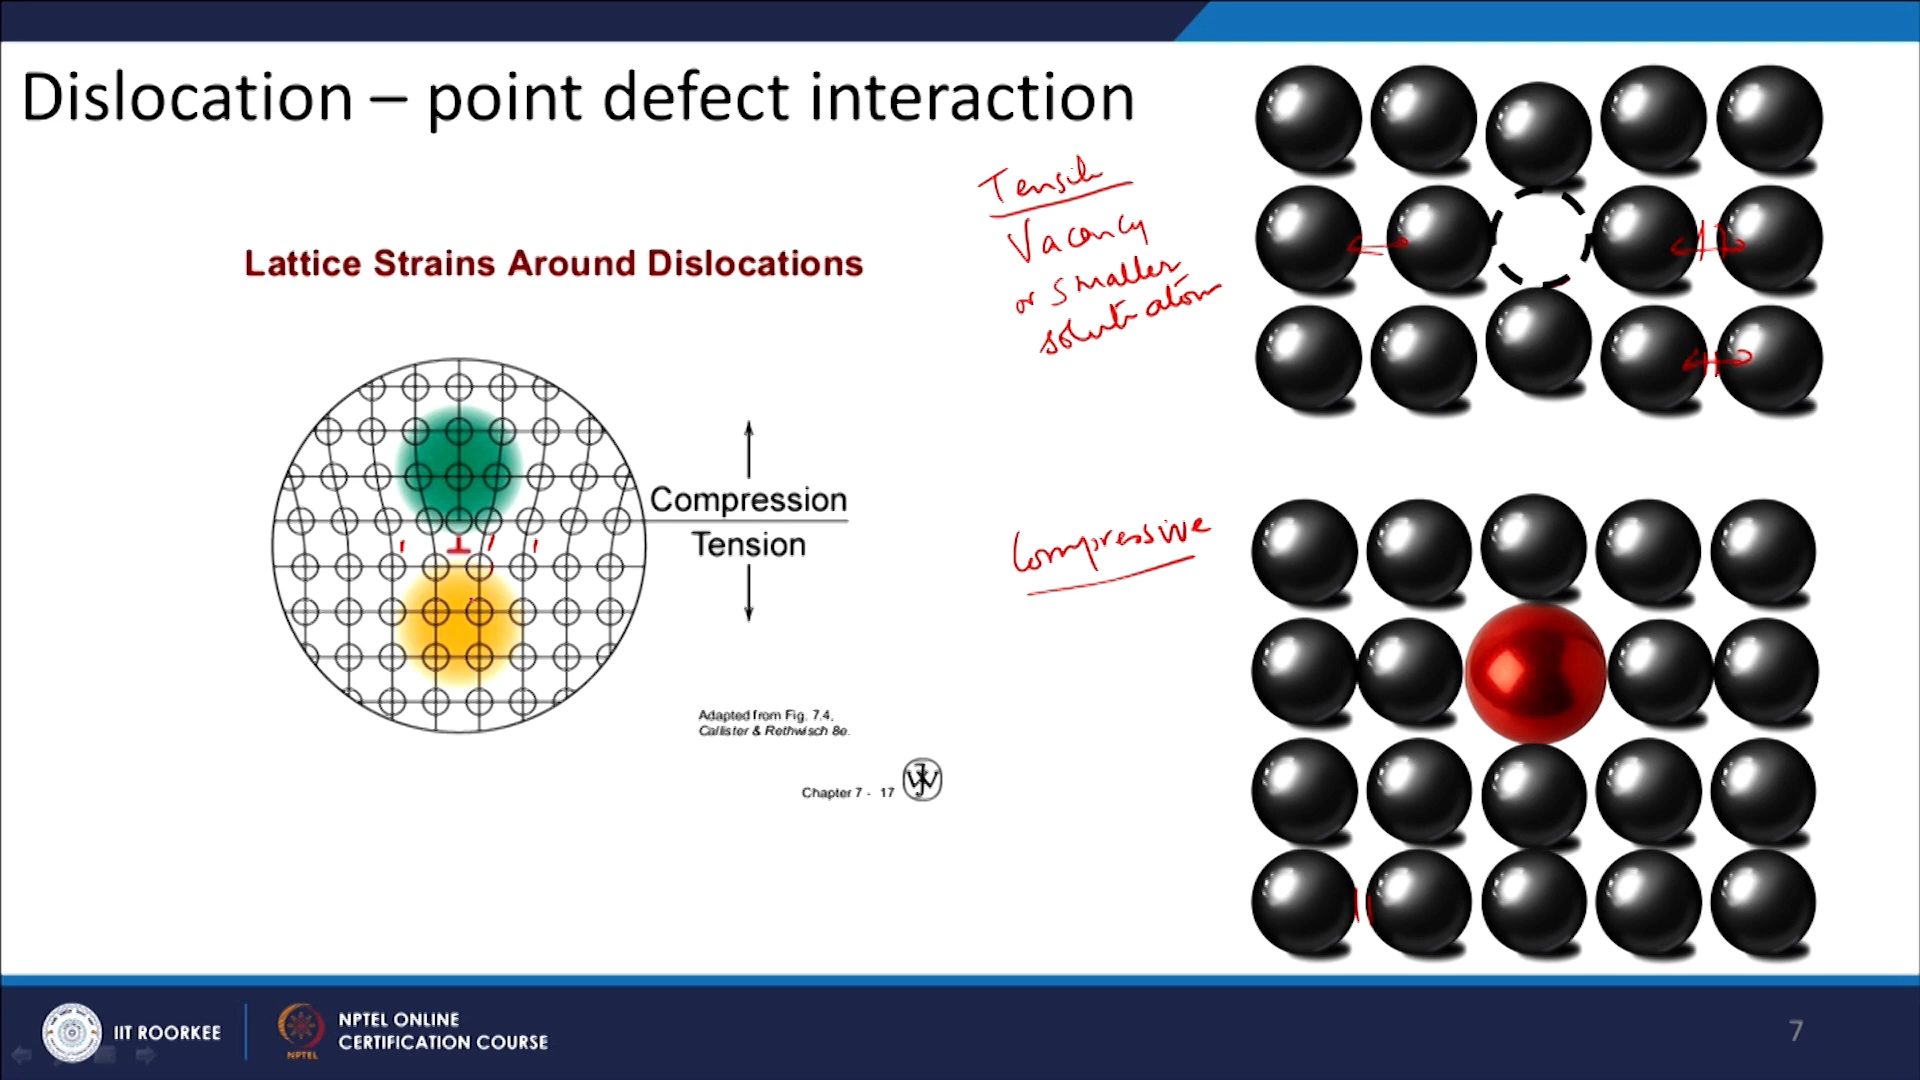 Dislocation – point defect interaction
Lattice Strains Around Dislocations
Compression
Tension
Adapted from Fig. 7.4,
Callister & Rethwisch 8e.
Chapter 7 - 17
Tensile
Vacancy
or smaller
solute atom
Compressive
IIT ROORKEE
NPTEL
NPTEL ONLINE
CERTIFICATION COURSE
7